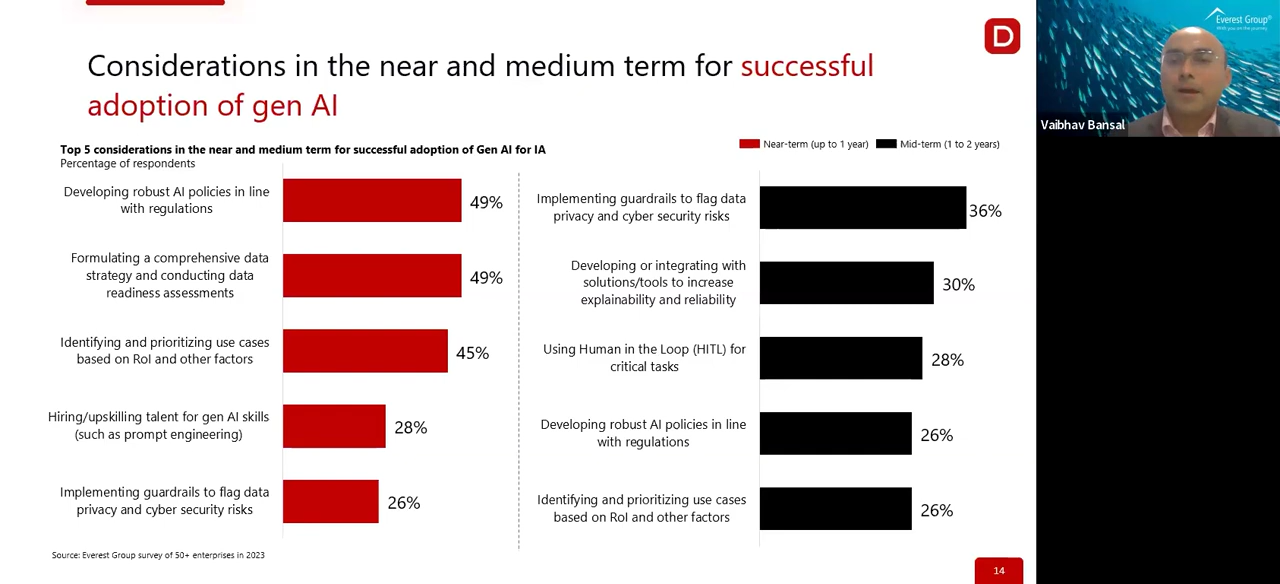 Considerations in the near and medium term for successful
adoption of gen AI
D
Top 5 considerations in the near and medium term for successful adoption of Gen AI for IA
Percentage of respondents
Near-term (up to 1 year)
Mid-term (1 to 2 years)
Developing robust AI policies in line
with regulations
49%
Formulating a comprehensive data
strategy and conducting data
readiness assessments
49%
Identifying and prioritizing use cases
based on RoI and other factors
45%
Hiring/upskilling talent for gen AI skills
(such as prompt engineering)
28%
Implementing guardrails to flag data
privacy and cyber security risks
26%
Implementing guardrails to flag data
privacy and cyber security risks
36%
Developing or integrating with
solutions/tools to increase
explainability and reliability
30%
Using Human in the Loop (HITL) for
critical tasks
28%
Developing robust AI policies in line
with regulations
26%
Identifying and prioritizing use cases
based on RoI and other factors
26%
Source: Everest Group survey of 50+ enterprises in 2023
14
Everest Group®
With you on the journey
Vaibhav Bansal